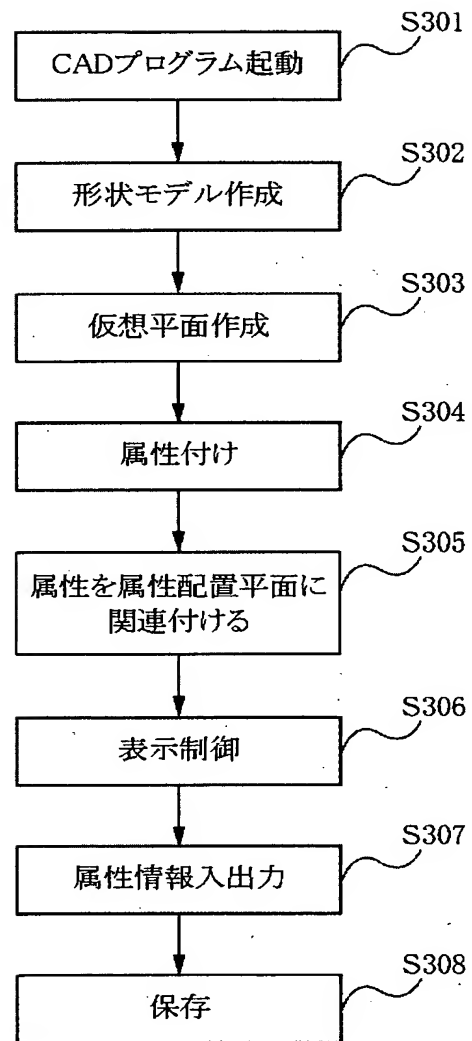 S301
CADプログラム起動
S302
形状モデル作成
S303
仮想平面作成
S304
属性付け
S305
属性を属性配置平面に
関連付ける
S306
表示制御
S307
属性情報入出力
S308
保存